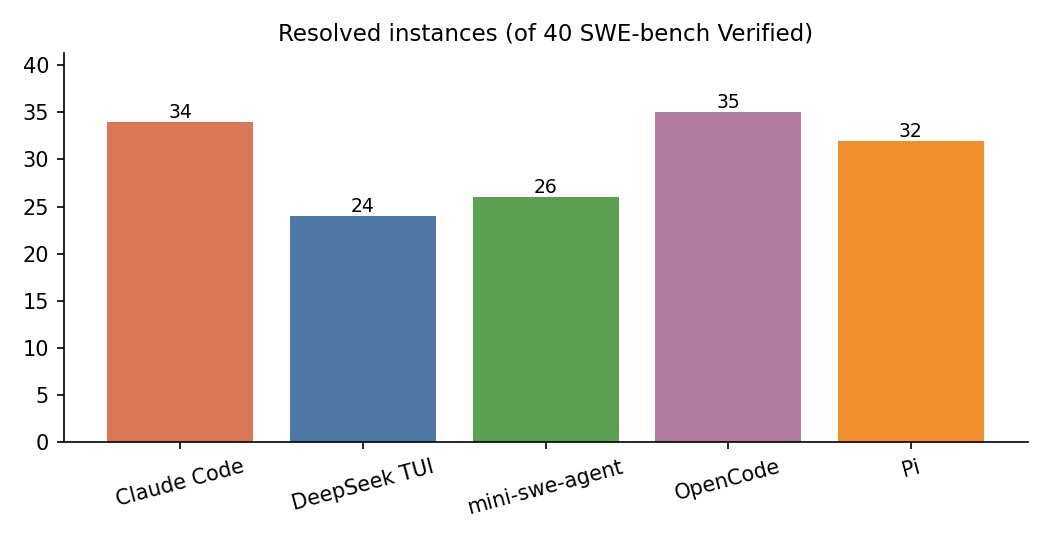 Resolved instances (of 40 SWE-bench Verified)
40
35
30
25
20
15
10
5
0
34
24
26
35
32
Claude Code
DeepSeek TUI
mini-swe-agent
OpenCode
Pi